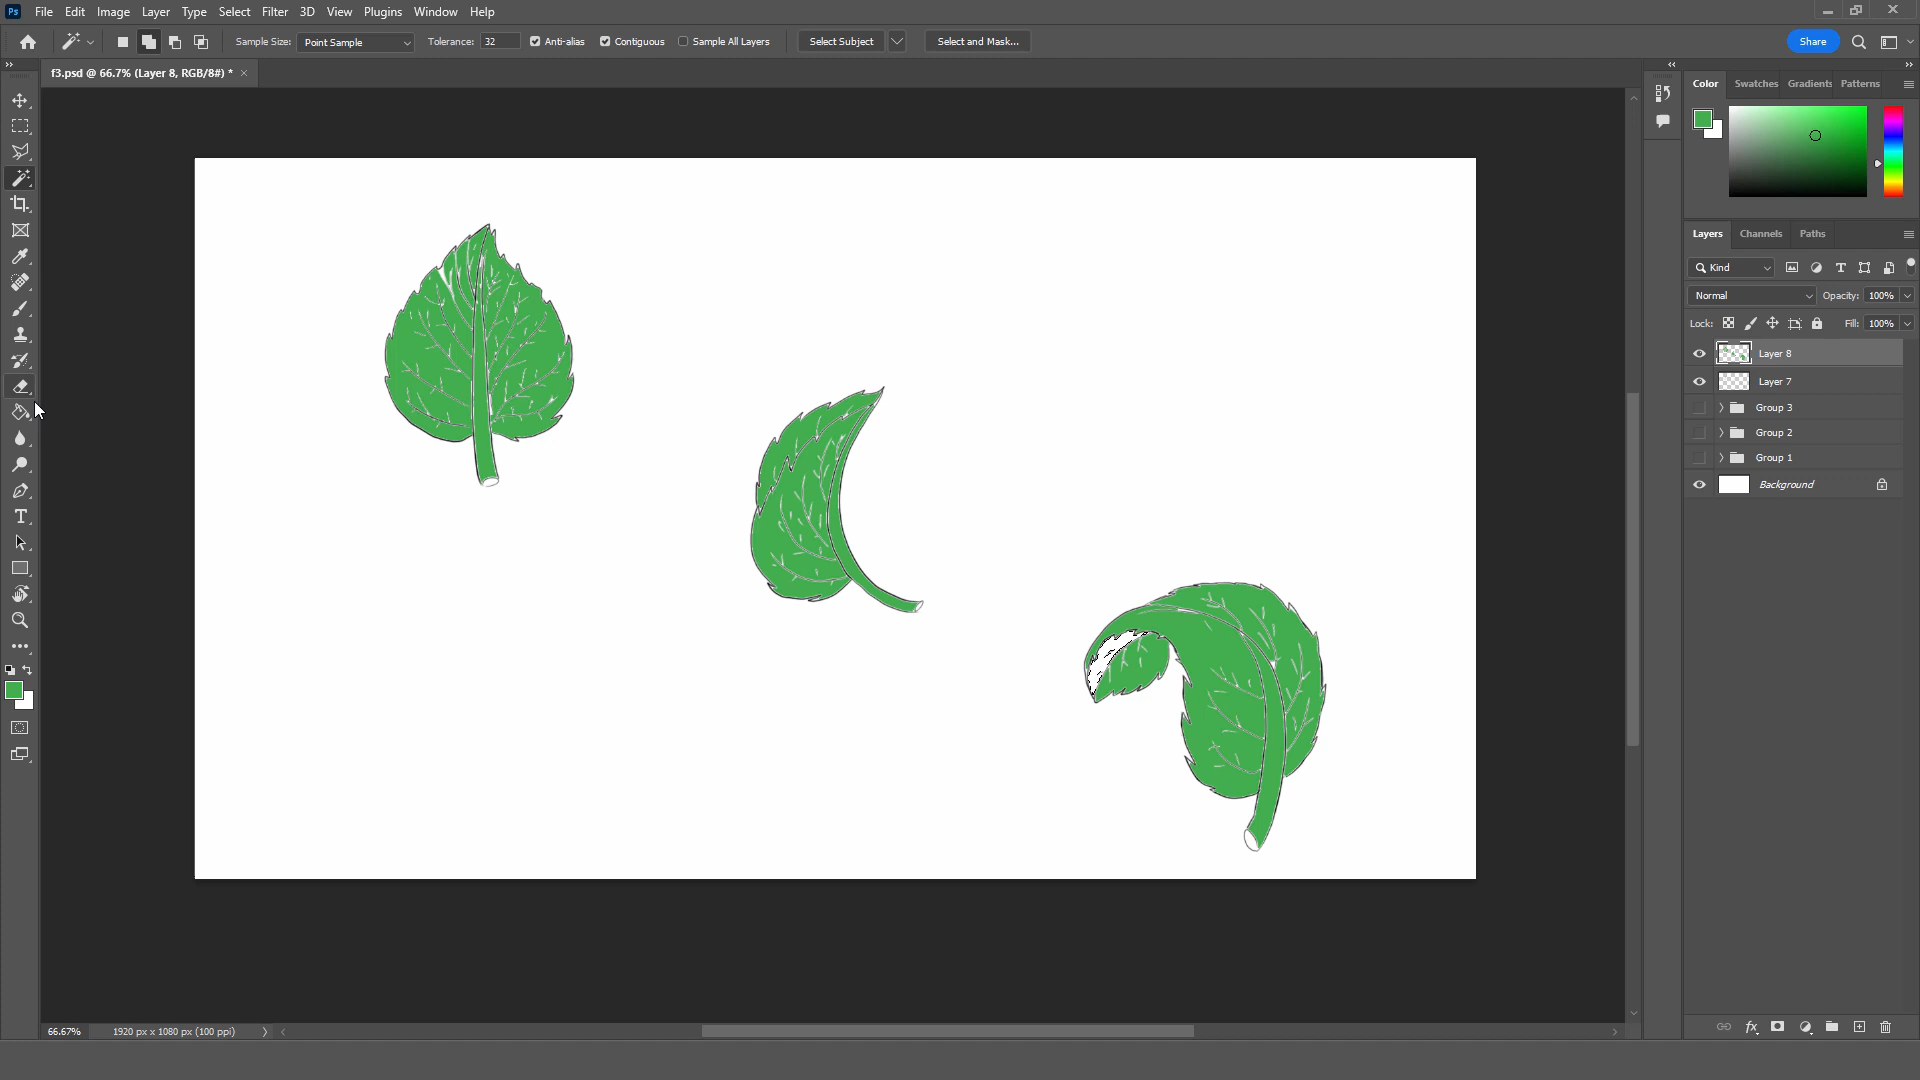 Ps File Edit Image Layer Type Select Filter 3D View Plugins Window Help
Sample Size: Point Sample Tolerance: 32 Anti-alias Contiguous Sample All Layers Select Subject Select and Mask... Share
f3.psd @ 66.7% (Layer 8, RGB/8#) * ×
Color Swatches Gradients Patterns
Layers Channels Paths
Kind
Normal Opacity: 100%
Lock: Fill: 100%
Layer 8
Layer 7
Group 3
Group 2
Group 1
Background
66.67% 1920 px x 1080 px (100 ppi)